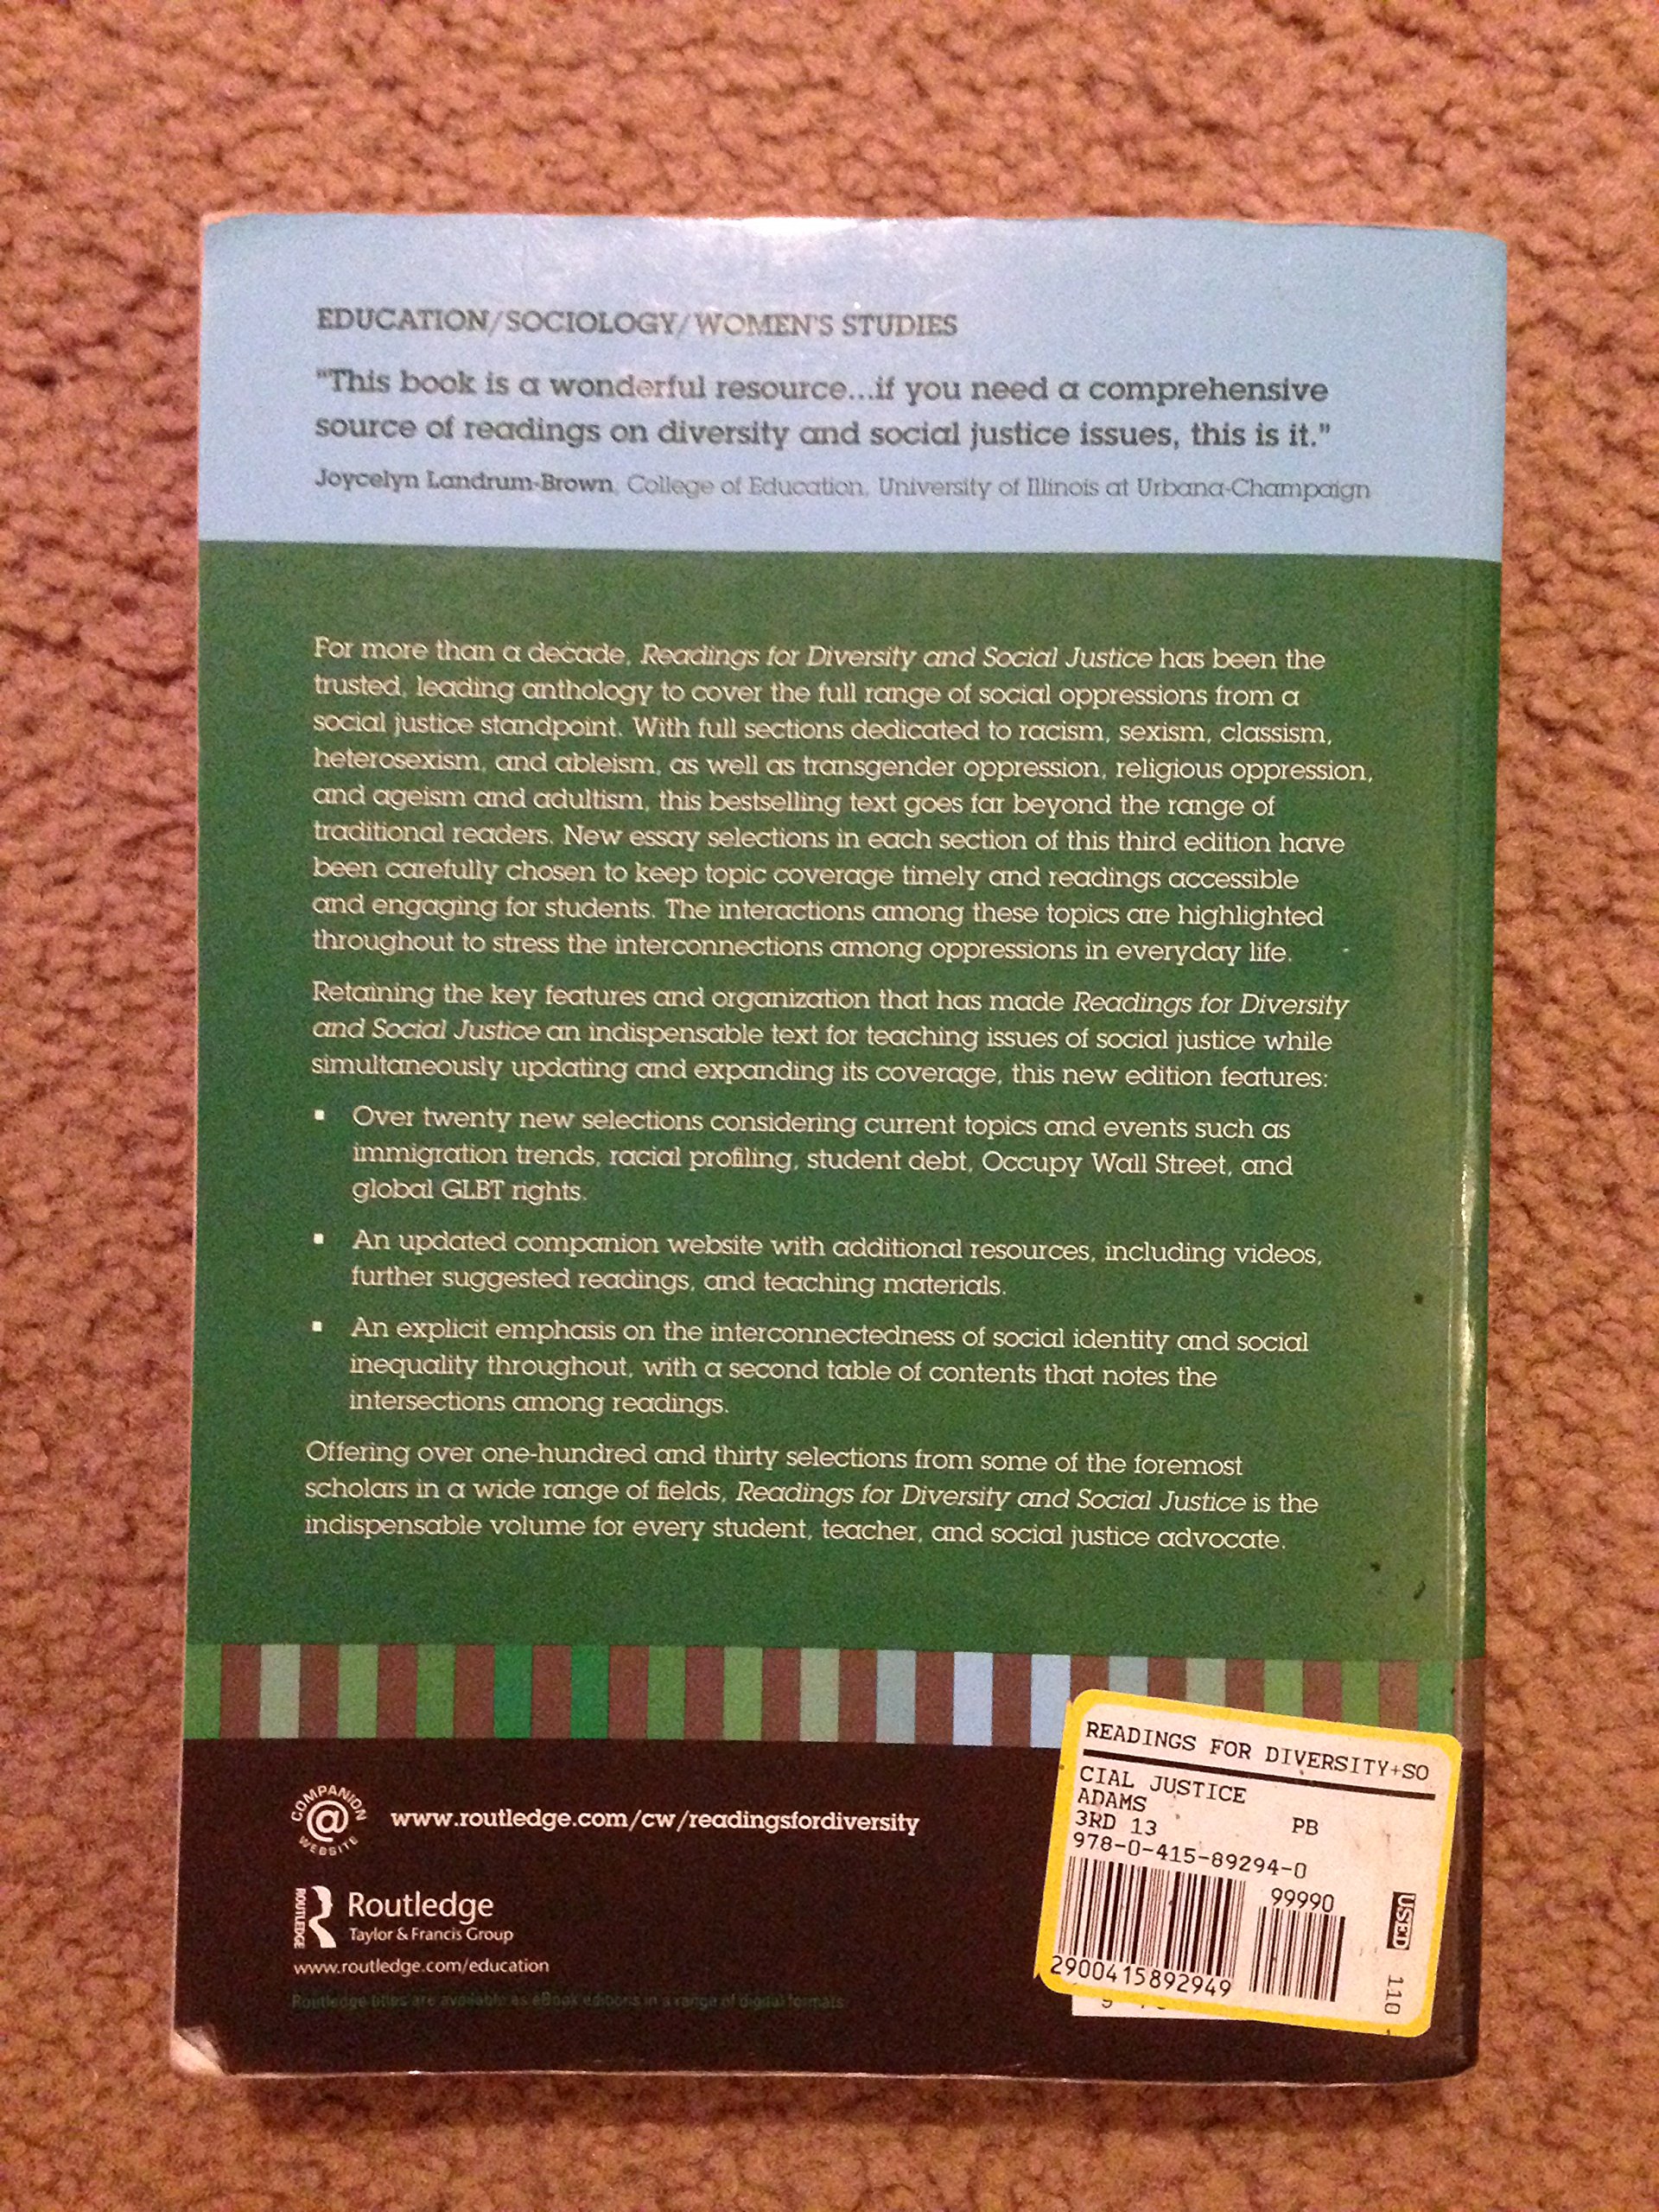 EDUCATION/SOCIOLOGY/WOMEN'S STUDIES
"This book is a wonderful resource...if you need a comprehensive
source of readings on diversity and social justice issues, this is it."
Joycelyn Landrum-Brown, College of Education, University of Illinois at Urbana-Champaign
For more than a decade, Readings for Diversity and Social Justice has been the
trusted, leading anthology to cover the full range of social oppressions from a
social justice standpoint. With full sections dedicated to racism, sexism, classism,
heterosexism, and ableism, as well as transgender oppression, religious oppression,
and ageism and adultism, this bestselling text goes far beyond the range of
traditional readers. New essay selections in each section of this third edition have
been carefully chosen to keep topic coverage timely and readings accessible
and engaging for students. The interactions among these topics are highlighted
throughout to stress the interconnections among oppressions in everyday life.
Retaining the key features and organization that has made Readings for Diversity
and Social Justice an indispensable text for teaching issues of social justice while
simultaneously updating and expanding its coverage, this new edition features:
▪ Over twenty new selections considering current topics and events such as
immigration trends, racial profiling, student debt, Occupy Wall Street, and
global GLBT rights.
▪ An updated companion website with additional resources, including videos,
further suggested readings, and teaching materials.
▪ An explicit emphasis on the interconnectedness of social identity and social
inequality throughout, with a second table of contents that notes the
intersections among readings.
Offering over one-hundred and thirty selections from some of the foremost
scholars in a wide range of fields, Readings for Diversity and Social Justice is the
indispensable volume for every student, teacher, and social justice advocate.
COMPANION @ WEBSITE
www.routledge.com/cw/readingsfordiversity
ROUTLEDGE
Routledge
Taylor & Francis Group
www.routledge.com/education
Routledge titles are available as eBook editions in a range of digital formats
READINGS FOR DIVERSITY+SO
CIAL JUSTICE
ADAMS
3RD 13 PB
978-0-415-89294-0
99990
2900415892949
USED
110